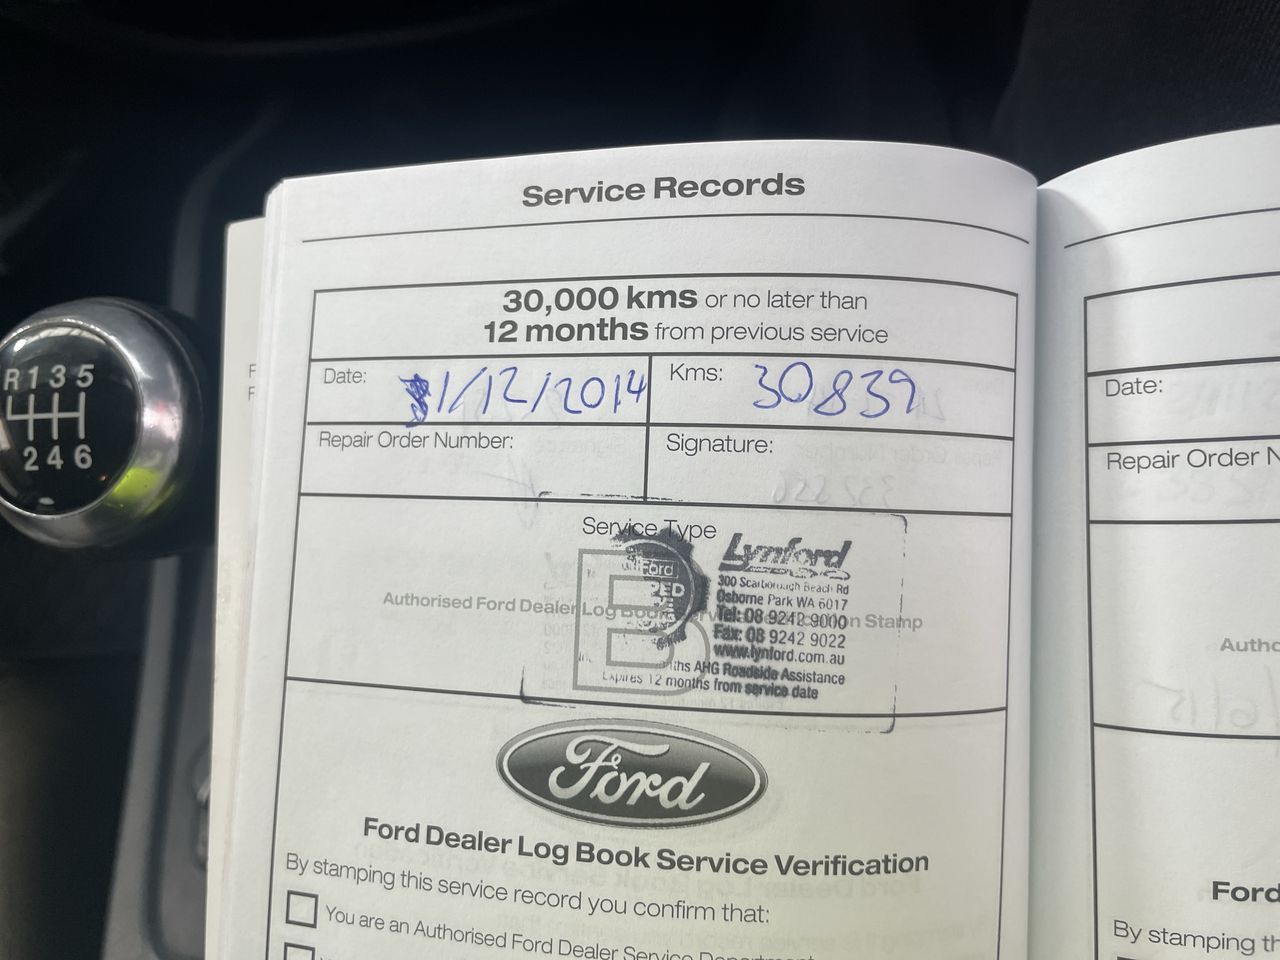 Service Records
30,000 kms or no later than
12 months from previous service
Date: 1/12/2014
Kms: 30839
Repair Order Number:
Signature:
Service Type
B
Authorised Ford Dealer Log Book Stamp
Ford
Lynford
300 Scarborough Beach Rd
Osborne Park WA 6017
Tel: 08 9242 9000
Fax: 08 9242 9022
www.lynford.com.au
AHG Roadside Assistance
Expires 12 months from service date
Ford
Ford Dealer Log Book Service Verification
By stamping this service record you confirm that:
You are an Authorised Ford Dealer Service Department
R 1 3 5
2 4 6
Date:
Repair Order N
Autho
Ford
By stamping th